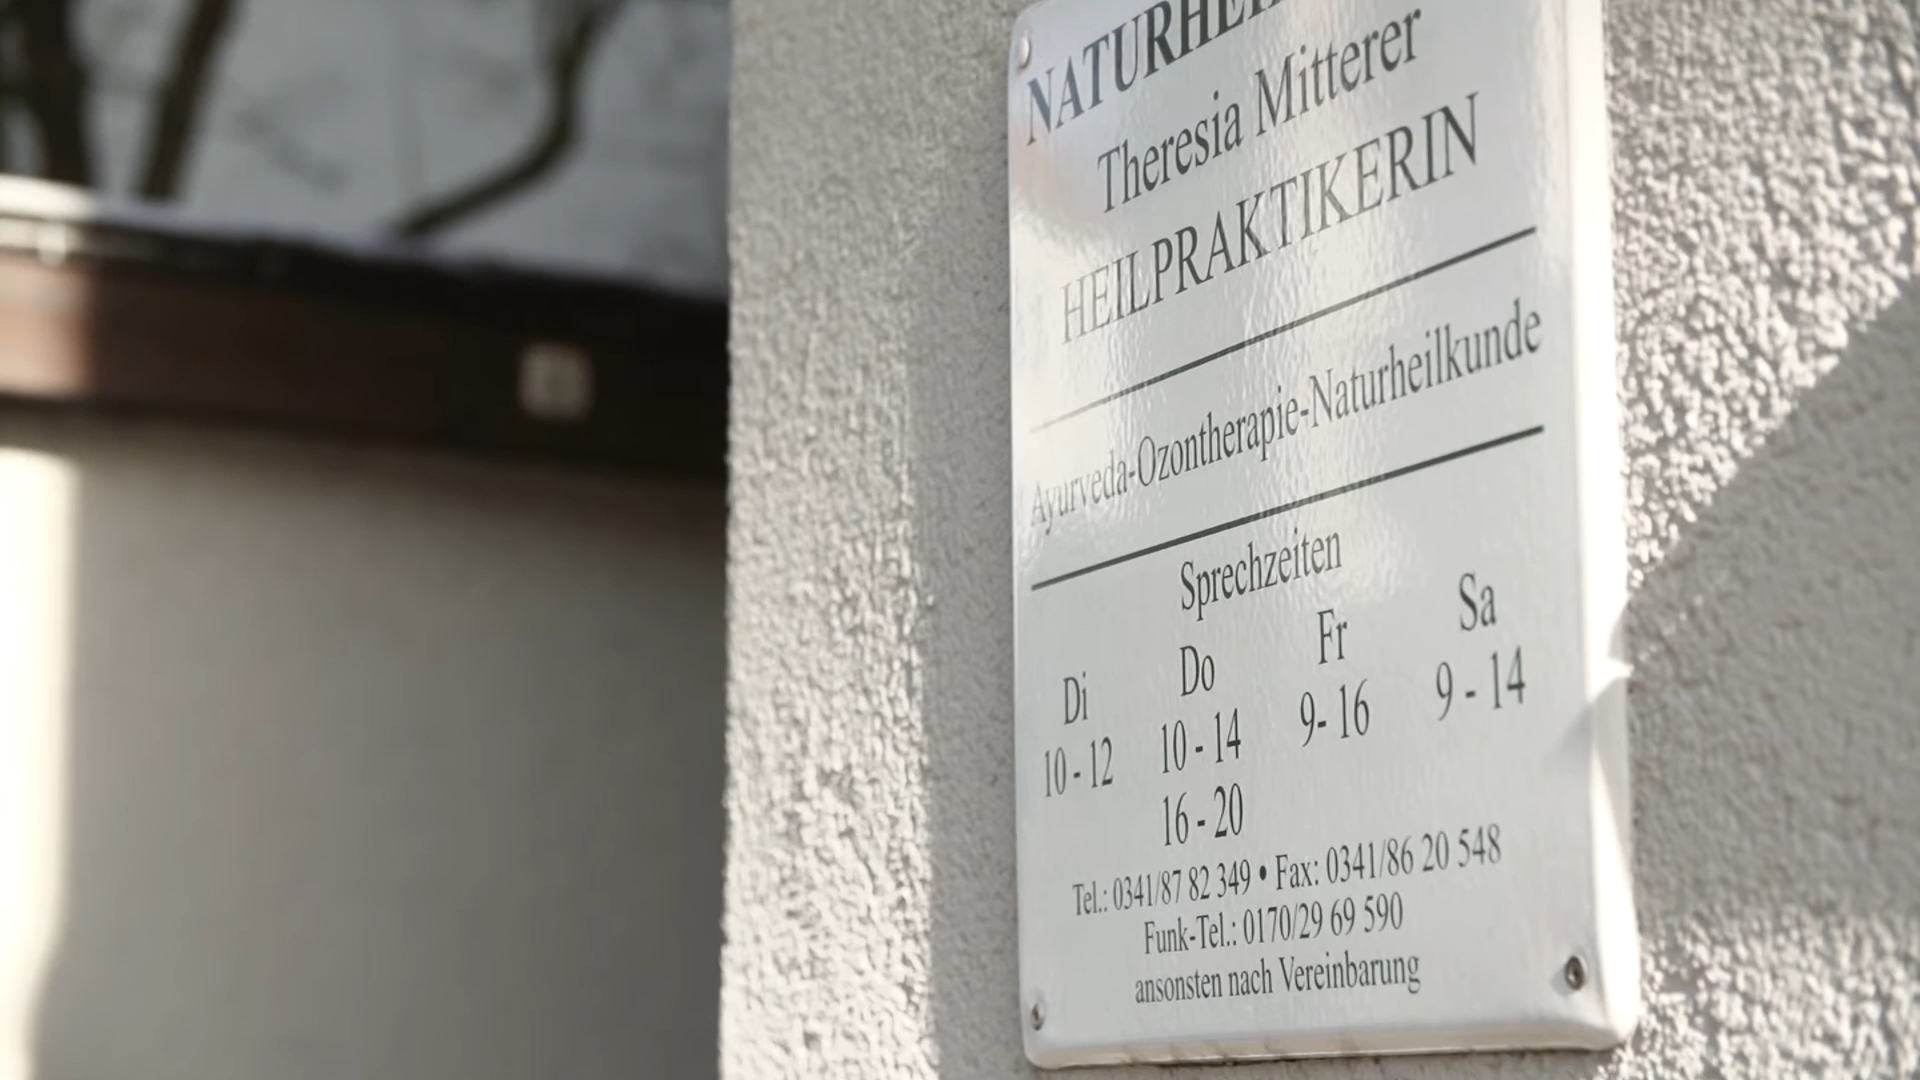 Theresia Mitterer
HEILPRAKTIKERIN
Ayurveda-Ozontherapie-Naturheilkunde
Sprechzeiten
Di Do Fr Sa
10 - 12 10 - 14 9- 16 9 - 14
16 - 20
Tel.: 0341/87 82 349 • Fax: 0341/86 20 548
Funk-Tel.: 0170/29 69 590
ansonsten nach Vereinbarung